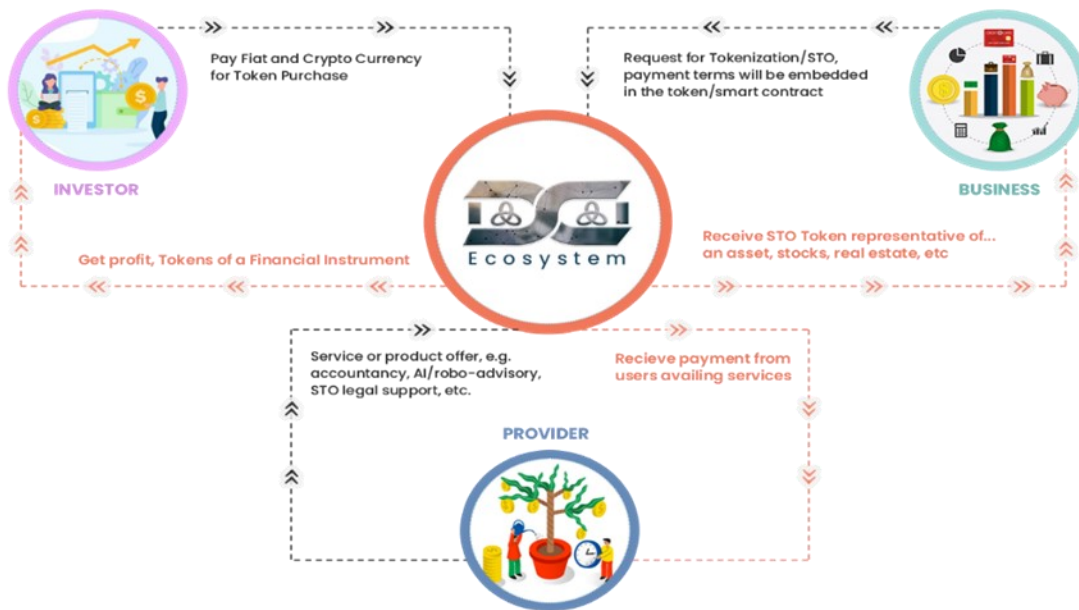 Pay Fiat and Crypto Currency
for Token Purchase
Request for Tokenization/STO,
payment terms will be embedded
in the token/smart contract
INVESTOR
BUSINESS
Ecosystem
Get profit, Tokens of a Financial Instrument
Receive STO Token representative of...
an asset, stocks, real estate, etc
Service or product offer, e.g.
accountancy, AI/robo-advisory,
STO legal support, etc.
Recieve payment from
users availing services
PROVIDER